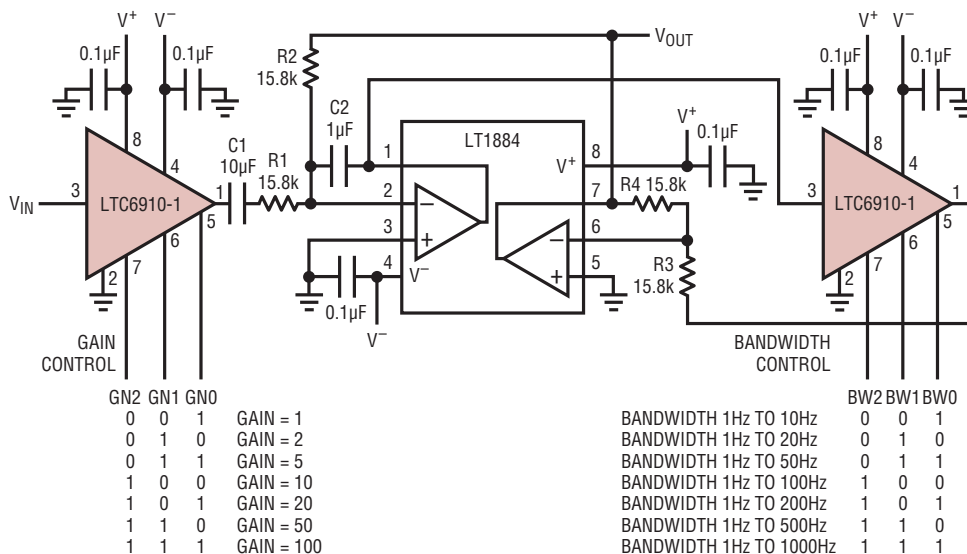 V+ V−
0.1µF 0.1µF
8
4
VIN 3 LTC6910-1 1
5
6
2 7
C1
10µF
R1
15.8k
R2
15.8k
C2
1µF
VOUT
LT1884
1
2 −
3 +
4 V−
0.1µF
V−
V+ 8
7
− 6
+ 5
V+
0.1µF
R4 15.8k
R3
15.8k
V+ V−
0.1µF 0.1µF
8
4
3 LTC6910-1 1
5
6
2 7
GAIN
CONTROL
BANDWIDTH
CONTROL
GN2 GN1 GN0
0 0 1 GAIN = 1
0 1 0 GAIN = 2
0 1 1 GAIN = 5
1 0 0 GAIN = 10
1 0 1 GAIN = 20
1 1 0 GAIN = 50
1 1 1 GAIN = 100
BW2 BW1 BW0
BANDWIDTH 1Hz TO 10Hz 0 0 1
BANDWIDTH 1Hz TO 20Hz 0 1 0
BANDWIDTH 1Hz TO 50Hz 0 1 1
BANDWIDTH 1Hz TO 100Hz 1 0 0
BANDWIDTH 1Hz TO 200Hz 1 0 1
BANDWIDTH 1Hz TO 500Hz 1 1 0
BANDWIDTH 1Hz TO 1000Hz 1 1 1